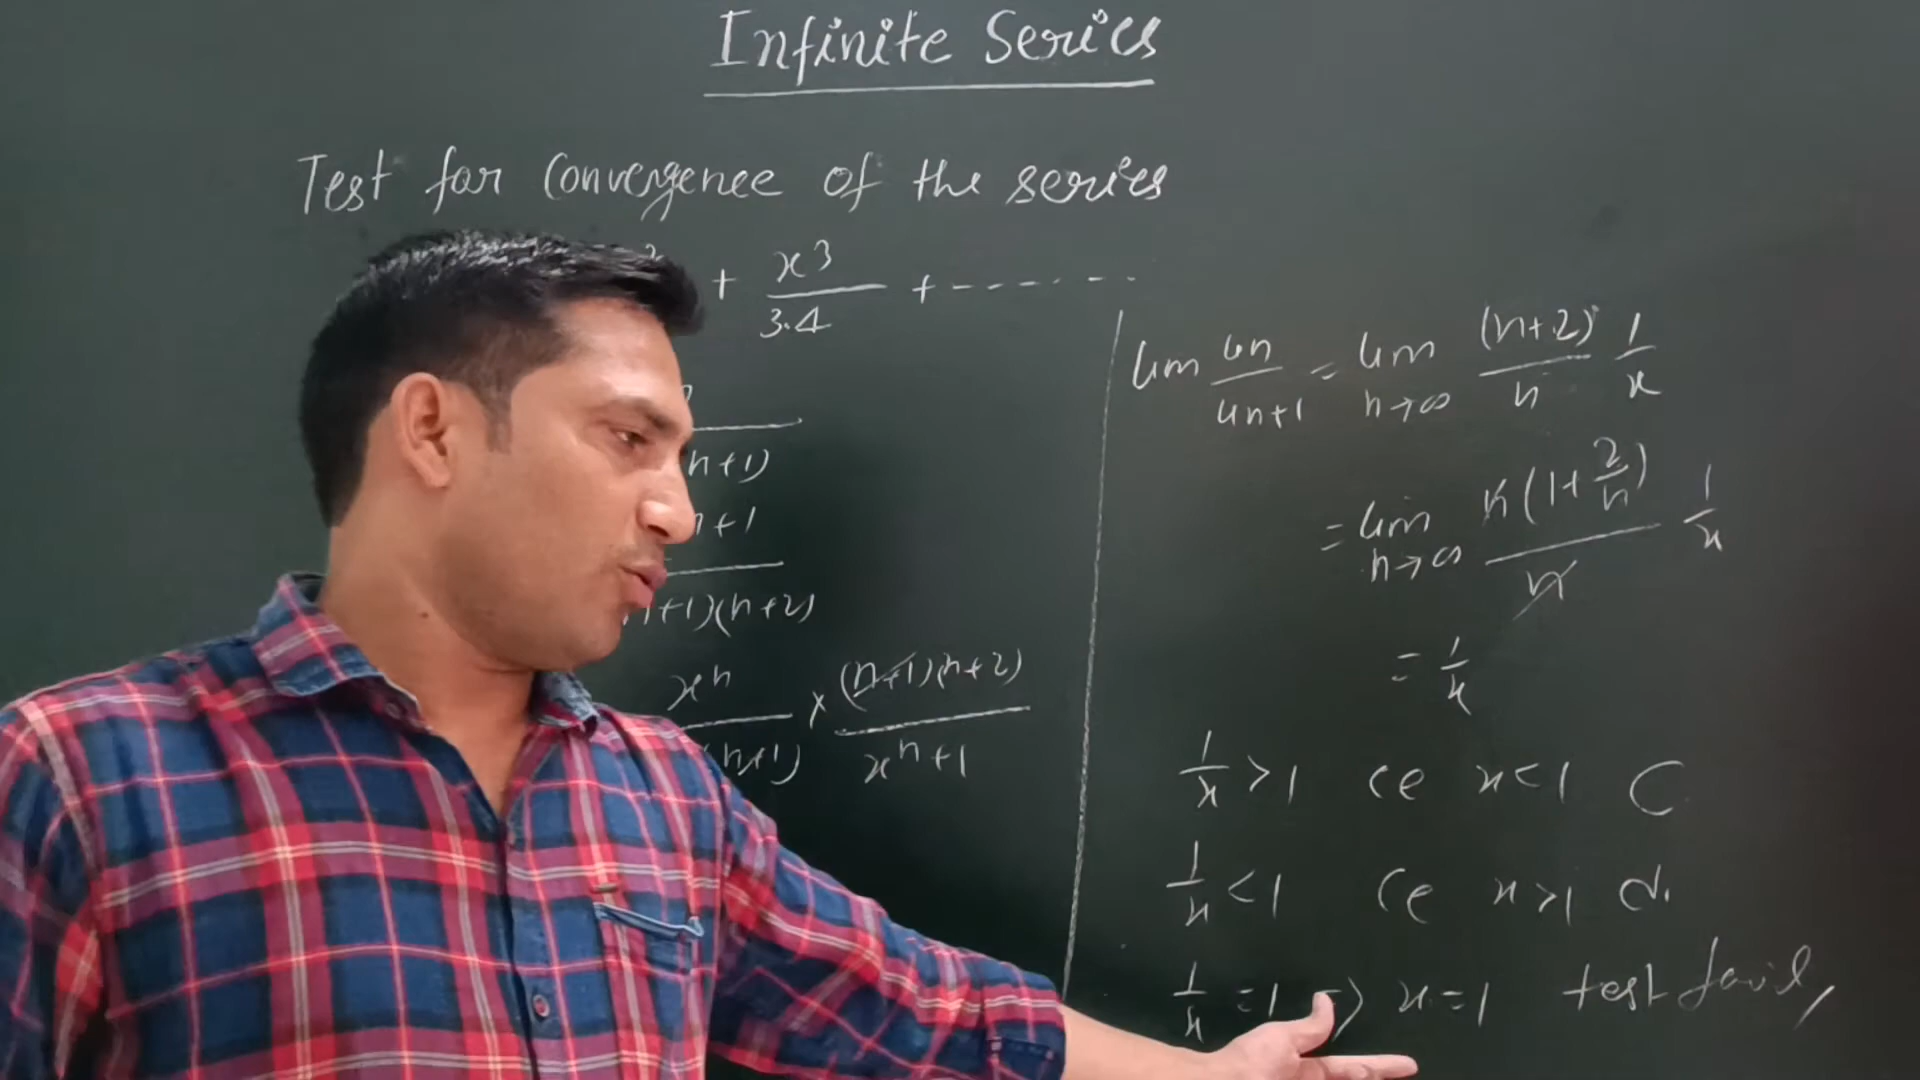 Infinite Series
Test for Convergence of the series
+ x3/3.4 + - - - - - - -
n+1)
n+1
n+1)(n+2)
xn/(n+1) × (n+1)(n+2)/xn+1
lim un/un+1 = lim n→∞ (n+2)/n 1/x
= lim n→∞ n(1+2/n)/n 1/x
= 1/x
1/x > 1 ce x<1 C
1/x < 1 ce x>1 d.
1/x = 1 => x=1 test fail,